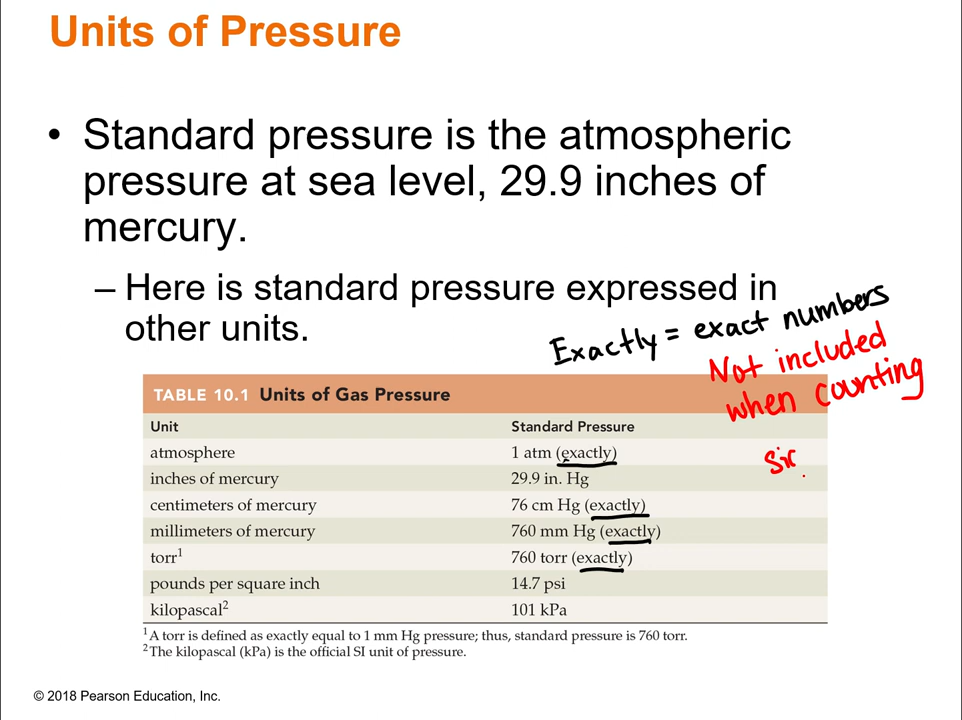 Units of Pressure
• Standard pressure is the atmospheric
pressure at sea level, 29.9 inches of
mercury.
– Here is standard pressure expressed in
other units.
Exactly = exact numbers
Not included
when counting
TABLE 10.1 Units of Gas Pressure
Unit Standard Pressure
atmosphere 1 atm (exactly)
sig
inches of mercury 29.9 in. Hg
centimeters of mercury 76 cm Hg (exactly)
millimeters of mercury 760 mm Hg (exactly)
torr¹ 760 torr (exactly)
pounds per square inch 14.7 psi
kilopascal² 101 kPa
¹A torr is defined as exactly equal to 1 mm Hg pressure; thus, standard pressure is 760 torr.
²The kilopascal (kPa) is the official SI unit of pressure.
© 2018 Pearson Education, Inc.